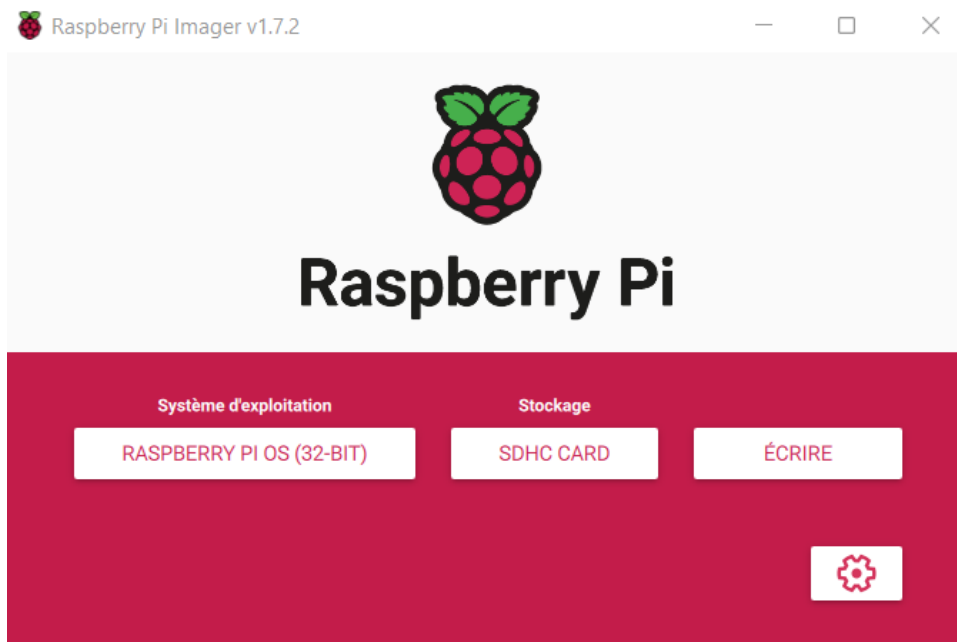 Raspberry Pi Imager v1.7.2
Raspberry Pi
Système d'exploitation
Stockage
RASPBERRY PI OS (32-BIT)
SDHC CARD
ÉCRIRE